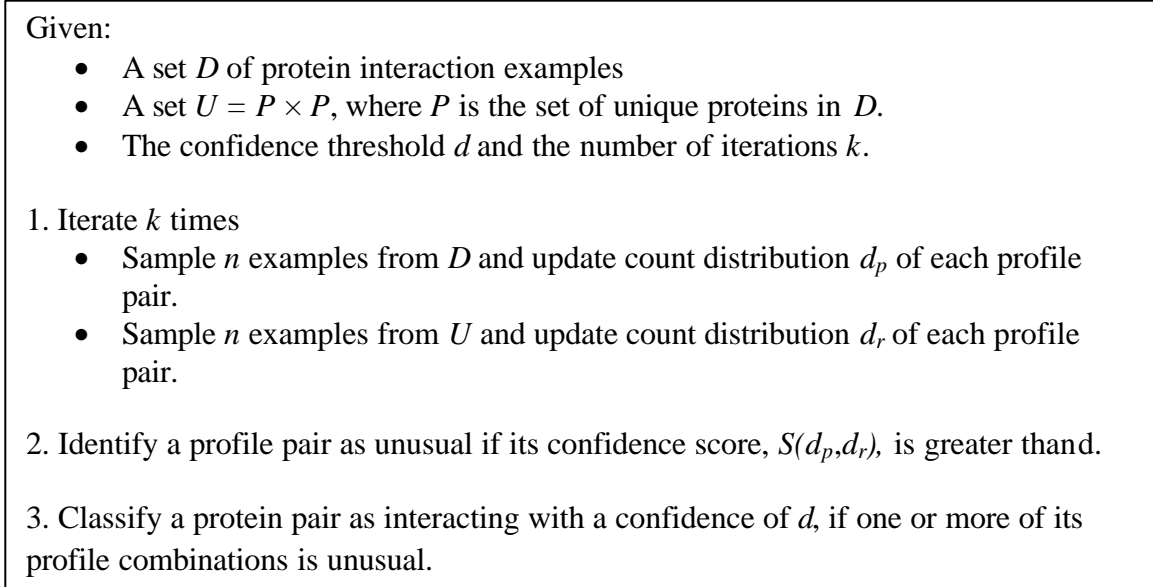 Given:
• A set D of protein interaction examples
• A set U = P × P, where P is the set of unique proteins in D.
• The confidence threshold d and the number of iterations k.
1. Iterate k times
• Sample n examples from D and update count distribution dp of each profile
pair.
• Sample n examples from U and update count distribution dr of each profile
pair.
2. Identify a profile pair as unusual if its confidence score, S(dp,dr), is greater thand.
3. Classify a protein pair as interacting with a confidence of d, if one or more of its
profile combinations is unusual.